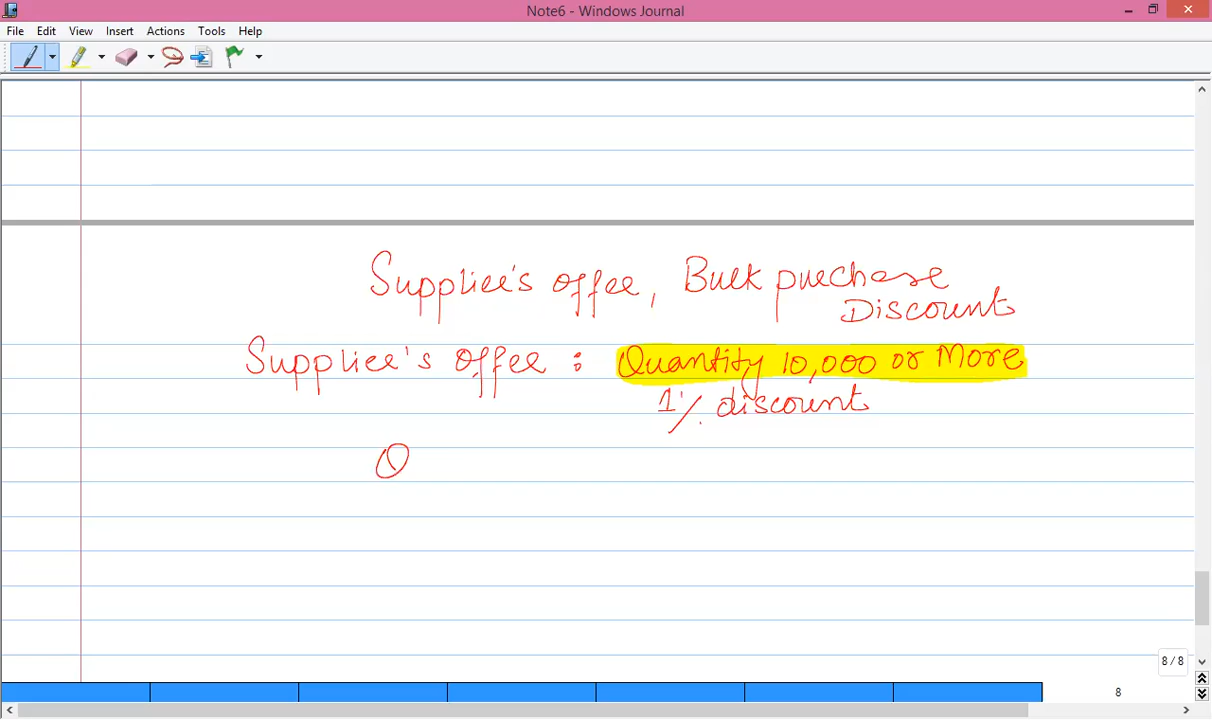 Note6 - Windows Journal
File Edit View Insert Actions Tools Help
Supplier's offer, Bulk purchase
Discount
Supplier's offer : Quantity 10,000 or More
1% discount
O
8 / 8
8